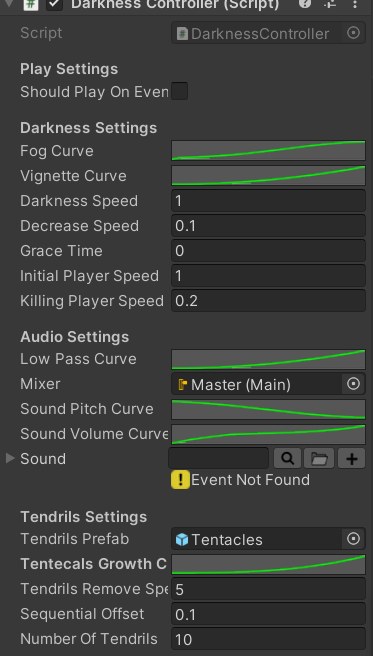 Darkness Controller (Script)
Script DarknessController
Play Settings
Should Play On Even
Darkness Settings
Fog Curve
Vignette Curve
Darkness Speed 1
Decrease Speed 0.1
Grace Time 0
Initial Player Speed 1
Killing Player Speed 0.2
Audio Settings
Low Pass Curve
Mixer Master (Main)
Sound Pitch Curve
Sound Volume Curve
Sound
Event Not Found
Tendrils Settings
Tendrils Prefab Tentacles
Tentecals Growth C
Tendrils Remove Spe 5
Sequential Offset 0.1
Number Of Tendrils 10